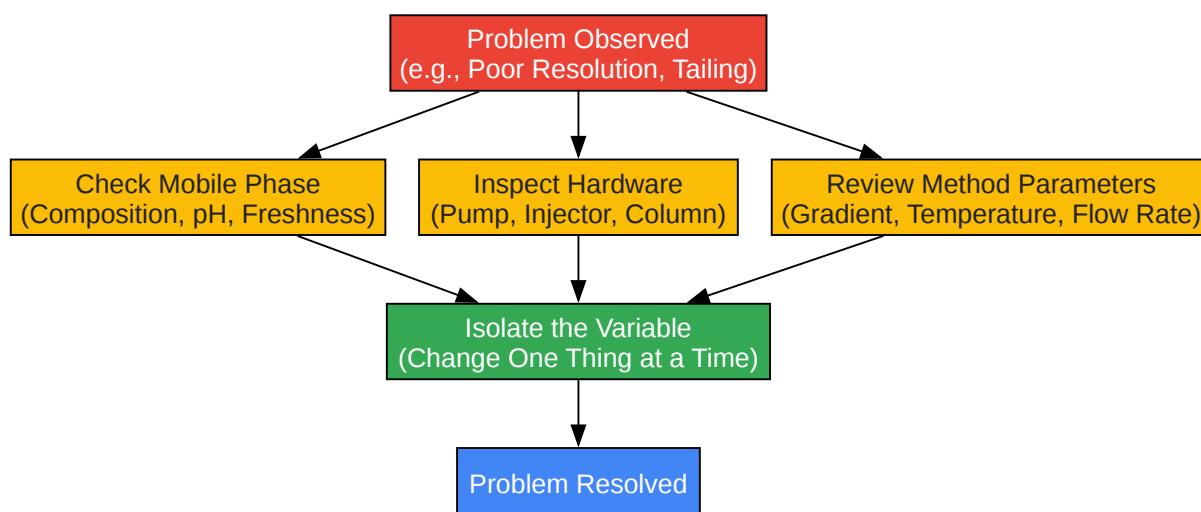 Problem Observed
(e.g., Poor Resolution, Tailing)
Check Mobile Phase
(Composition, pH, Freshness)
Inspect Hardware
(Pump, Injector, Column)
Review Method Parameters
(Gradient, Temperature, Flow Rate)
Isolate the Variable
(Change One Thing at a Time)
Problem Resolved